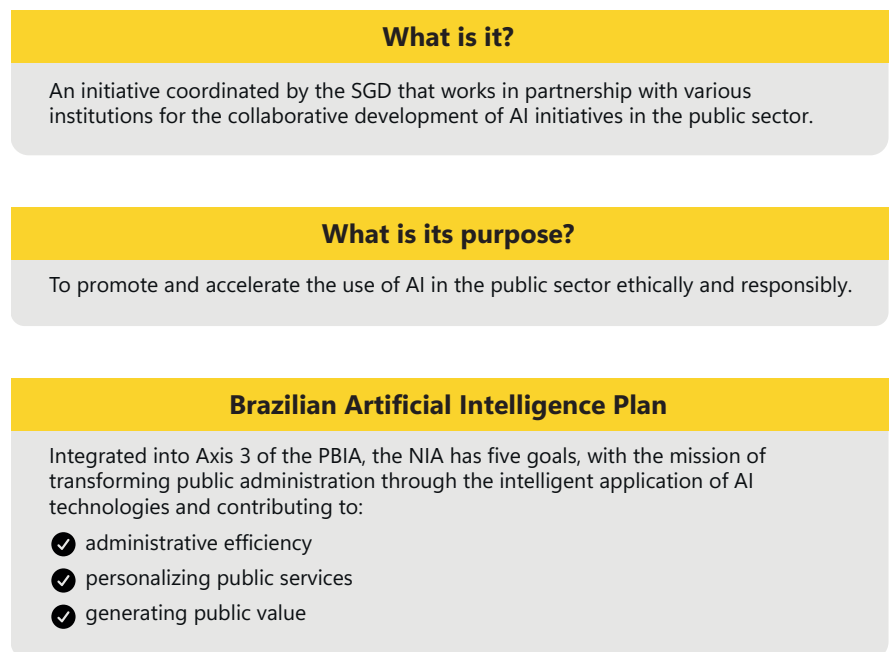 What is it?
An initiative coordinated by the SGD that works in partnership with various
institutions for the collaborative development of AI initiatives in the public sector.
What is its purpose?
To promote and accelerate the use of AI in the public sector ethically and responsibly.
Brazilian Artificial Intelligence Plan
Integrated into Axis 3 of the PBIA, the NIA has five goals, with the mission of
transforming public administration through the intelligent application of AI
technologies and contributing to:
administrative efficiency
personalizing public services
generating public value